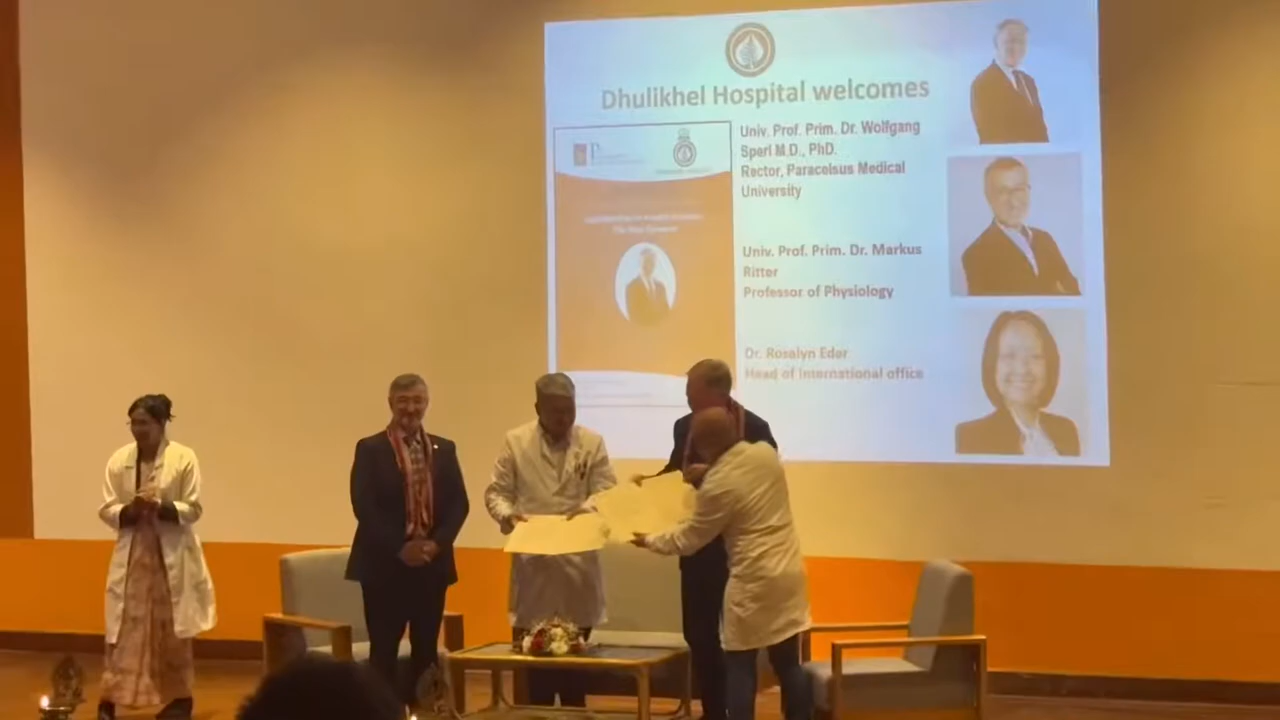 Dhulikhel Hospital welcomes
Univ. Prof. Prim. Dr. Wolfgang
Sperl M.D., PhD.
Rector, Paracelsus Medical
University
Univ. Prof. Prim. Dr. Markus
Ritter
Professor of Physiology
Dr. Rosalyn Eder
Head of International office